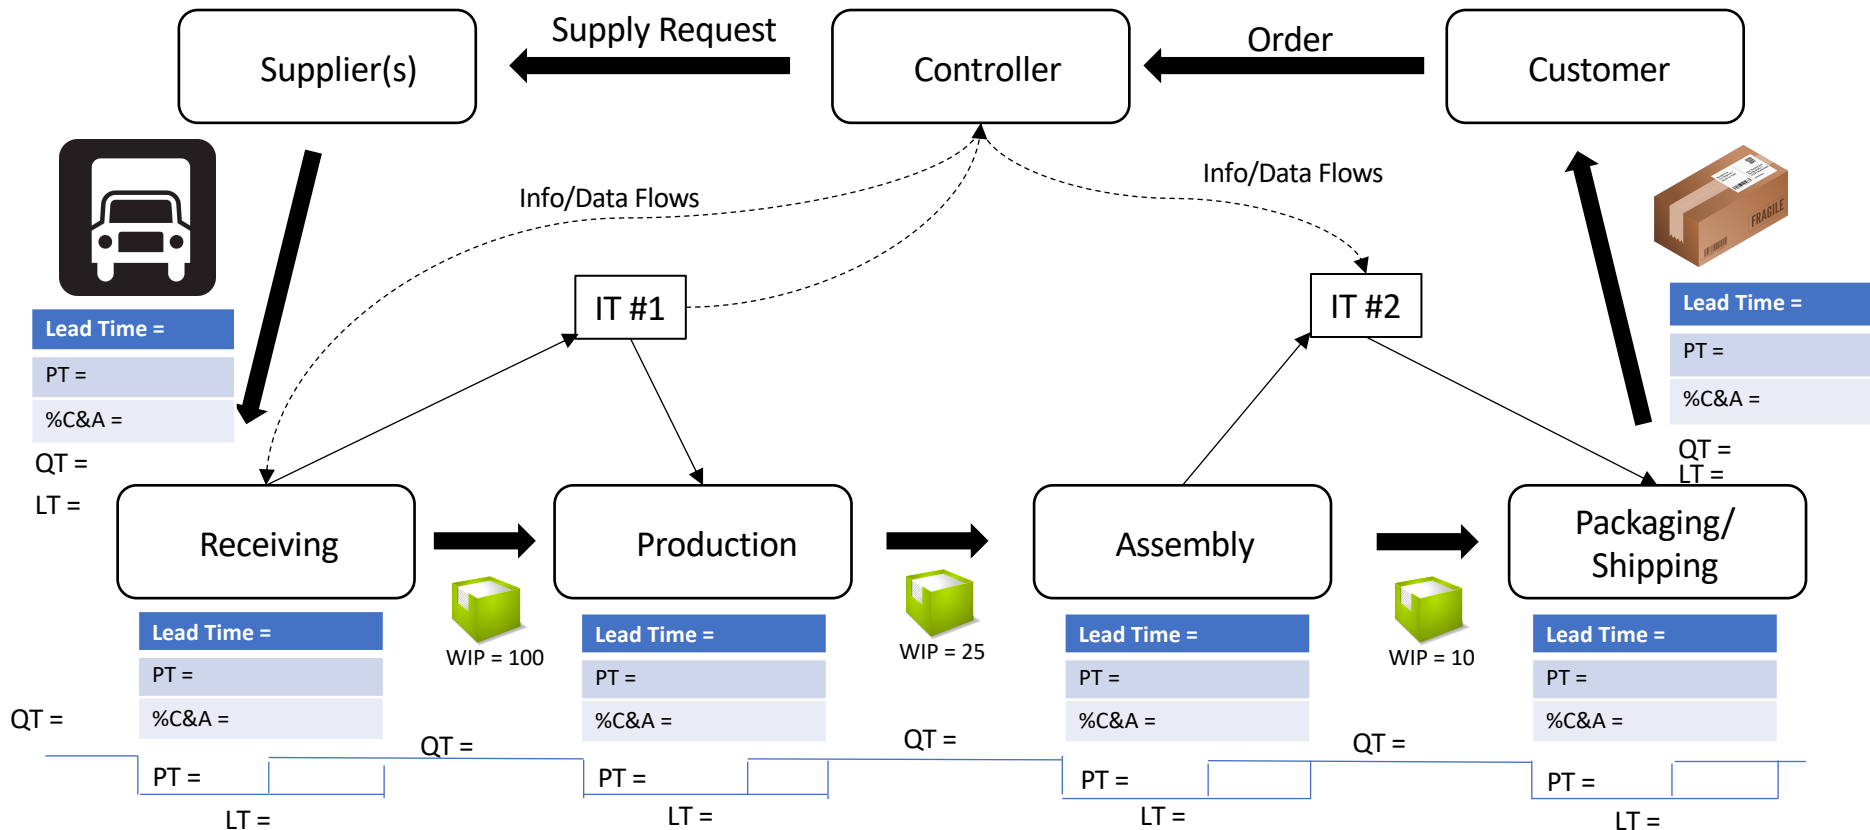 Supplier(s)
Supply Request
Controller
Order
Customer
Info/Data Flows
Info/Data Flows
FRAGILE
IT #1
IT #2
Lead Time =
PT =
%C&A =
QT =
LT =
Lead Time =
PT =
%C&A =
QT =
LT =
Receiving
Production
Assembly
Packaging/
Shipping
WIP = 100
WIP = 25
WIP = 10
Lead Time =
PT =
%C&A =
Lead Time =
PT =
%C&A =
Lead Time =
PT =
%C&A =
Lead Time =
PT =
%C&A =
QT =
QT =
QT =
QT =
PT =
PT =
PT =
PT =
LT =
LT =
LT =
LT =